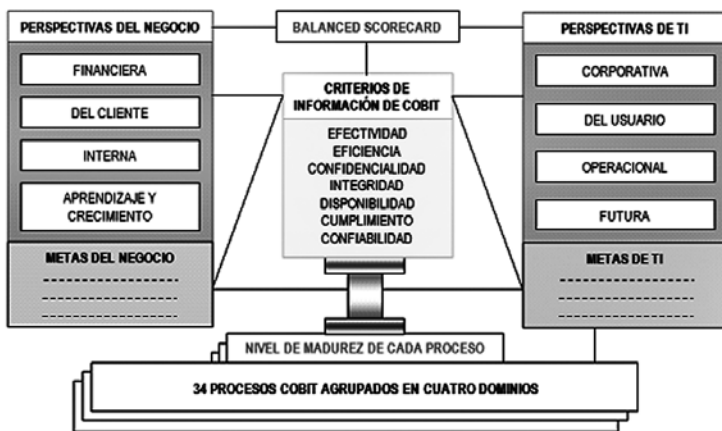 PERSPECTIVAS DEL NEGOCIO
FINANCIERA
DEL CLIENTE
INTERNA
APRENDIZAJE Y
CRECIMIENTO
METAS DEL NEGOCIO
BALANCED SCORECARD
CRITERIOS DE
INFORMACIÓN DE COBIT
EFECTIVIDAD
EFICIENCIA
CONFIDENCIALIDAD
INTEGRIDAD
DISPONIBILIDAD
CUMPLIMIENTO
CONFIABILIDAD
PERSPECTIVAS DE TI
CORPORATIVA
DEL USUARIO
OPERACIONAL
FUTURA
METAS DE TI
NIVEL DE MADUREZ DE CADA PROCESO
34 PROCESOS COBIT AGRUPADOS EN CUATRO DOMINIOS